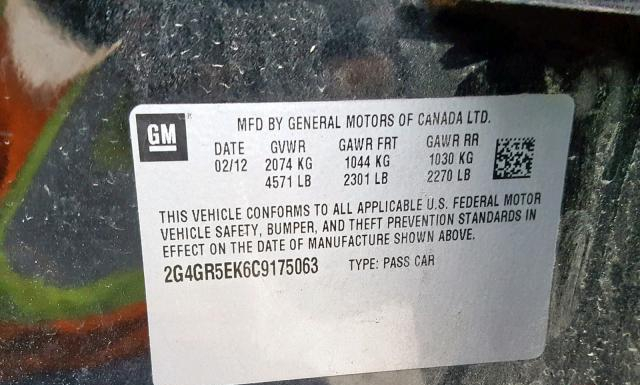 GM
MFD BY GENERAL MOTORS OF CANADA LTD.
DATE GVWR GAWR FRT GAWR RR
02/12 2074 KG 1044 KG 1030 KG
4571 LB 2301 LB 2270 LB
THIS VEHICLE CONFORMS TO ALL APPLICABLE U.S. FEDERAL MOTOR
VEHICLE SAFETY, BUMPER, AND THEFT PREVENTION STANDARDS IN
EFFECT ON THE DATE OF MANUFACTURE SHOWN ABOVE.
2G4GR5EK6C9175063 TYPE: PASS CAR